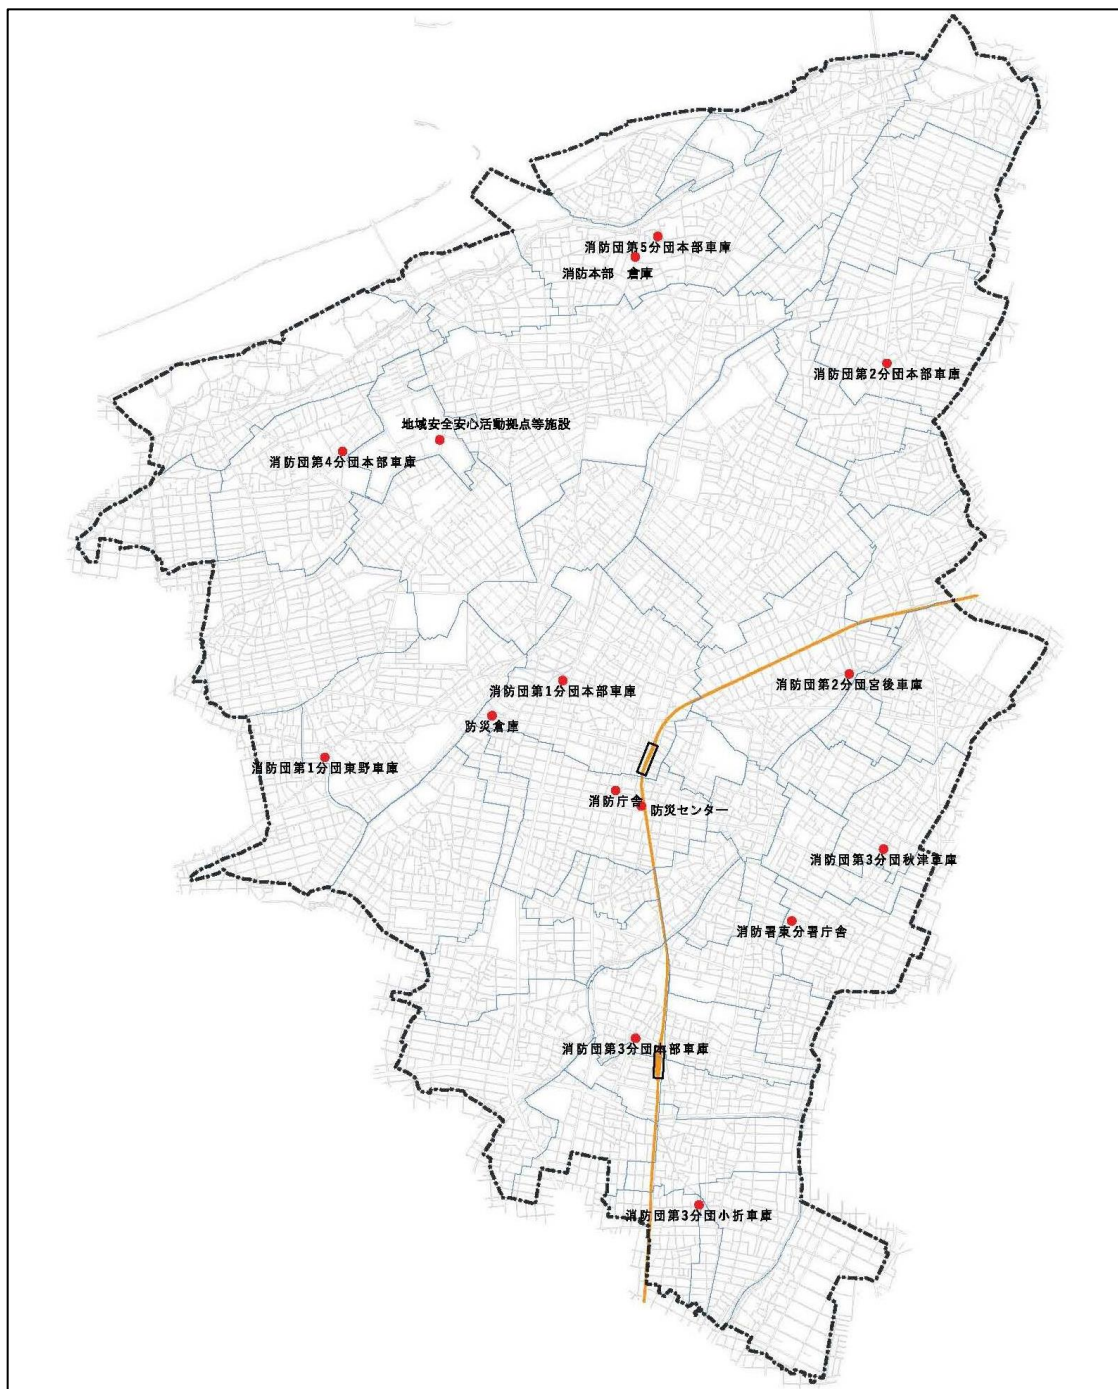 消防団第5分団本部車庫
消防本部　倉庫
消防団第2分団本部車庫
地域安全安心活動拠点等施設
消防団第4分団本部車庫
消防団第1分団本部車庫
消防団第2分団宮後車庫
防災倉庫
消防団第1分団東野車庫
消防庁舎
防災センター
消防団第3分団秋津車庫
消防署東分署庁舎
消防団第3分団本部車庫
消防団第3分団小折車庫